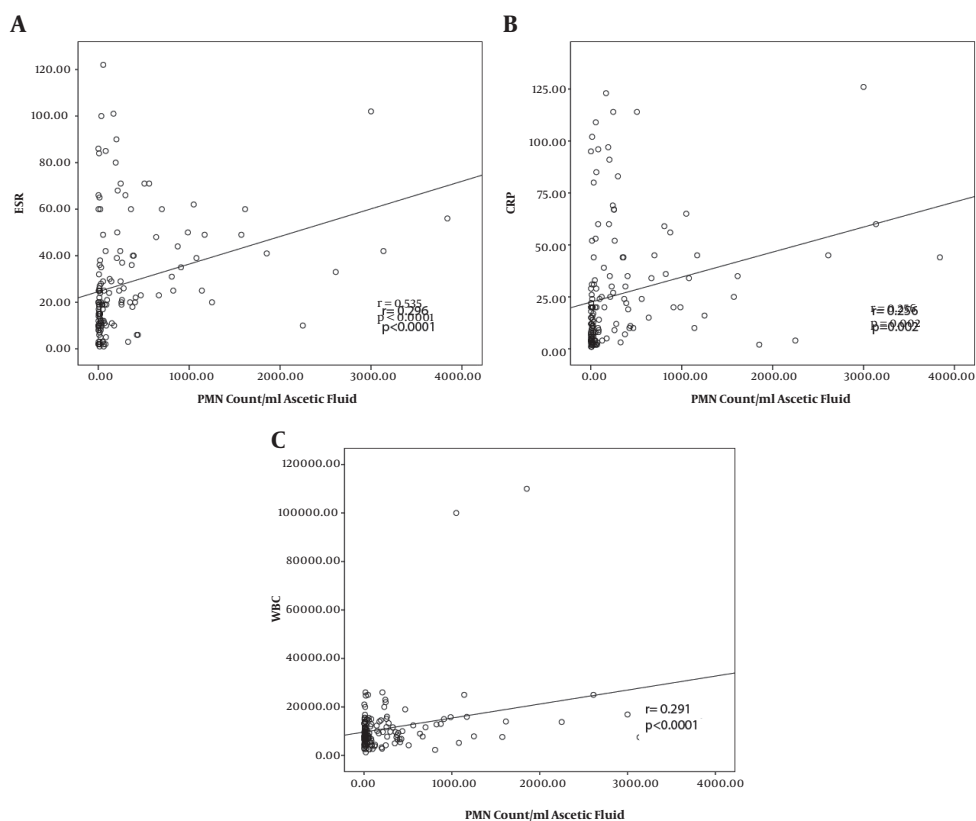 A
120.00
100.00
80.00
60.00
40.00
20.00
0.00
ESR
r = 0.535
r= 0.296
p < 0.0001
p<0.0001
0.00 1000.00 2000.00 3000.00 4000.00
PMN Count/ml Ascetic Fluid
B
125.00
100.00
75.00
50.00
25.00
0.00
CRP
r = 0.256
r= 0.256
p = 0.002
p=0.002
0.00 1000.00 2000.00 3000.00 4000.00
PMN Count/ml Ascetic Fluid
C
120000.00
100000.00
80000.00
60000.00
40000.00
20000.00
0.00
WBC
r= 0.291
p<0.0001
0.00 1000.00 2000.00 3000.00 4000.00
PMN Count/ml Ascetic Fluid